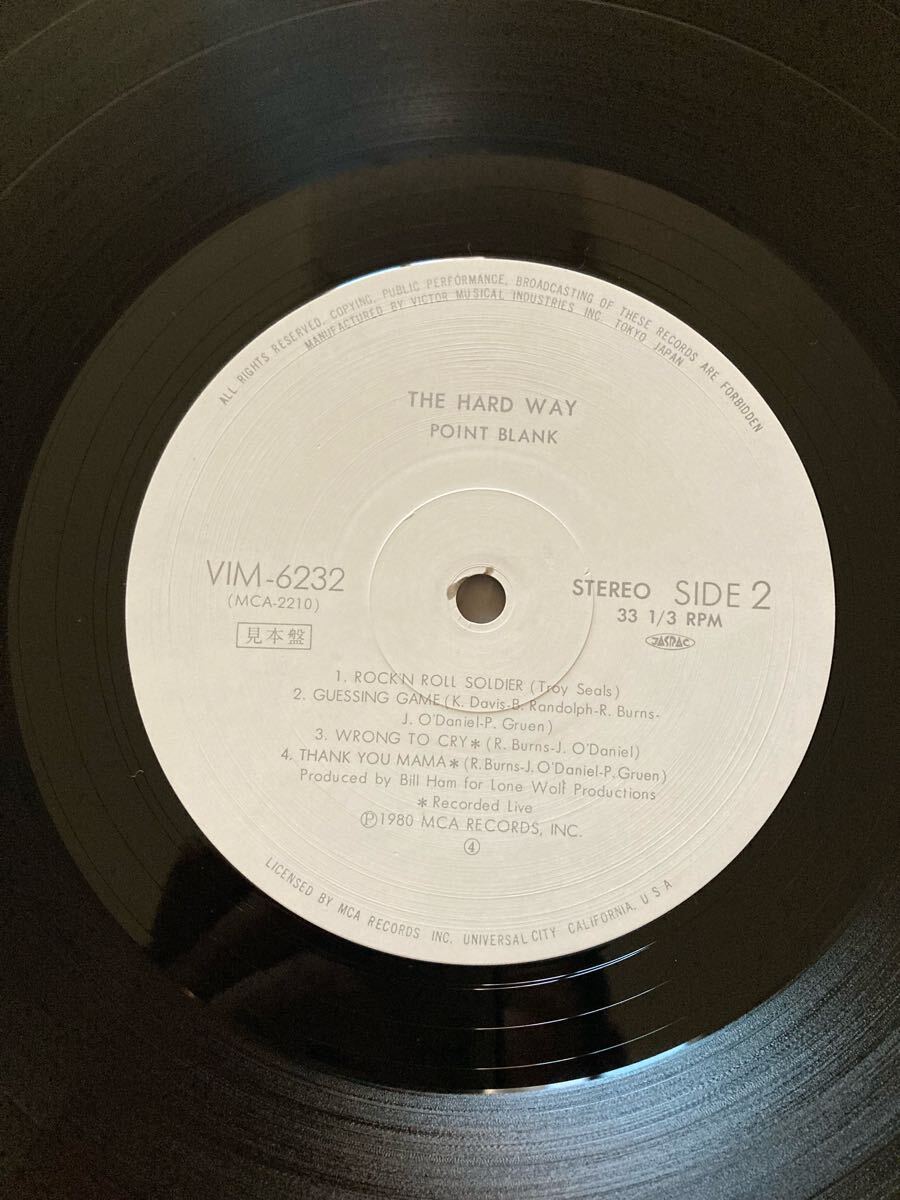 ALL RIGHTS RESERVED, COPYING, PUBLIC PERFORMANCE, BROADCASTING OF THESE RECORDS ARE FORBIDDEN
MANUFACTURED BY VICTOR MUSICAL INDUSTRIES INC. TOKYO JAPAN
THE HARD WAY
POINT BLANK
VIM-6232
(MCA-2210)
見本盤
STEREO SIDE 2
33 1/3 RPM
JASRAC
1. ROCK'N ROLL SOLDIER (Troy Seals)
2. GUESSING GAME (K. Davis-B. Randolph-R. Burns-
J. O'Daniel-P. Gruen)
3. WRONG TO CRY* (R. Burns-J. O'Daniel)
4. THANK YOU MAMA* (R.Burns-J.O'Daniel-P.Gruen)
Produced by Bill Ham for Lone Wolf Productions
*Recorded Live
Ⓟ1980 MCA RECORDS, INC.
④
LICENSED BY MCA RECORDS INC. UNIVERSAL CITY CALIFORNIA, U S A